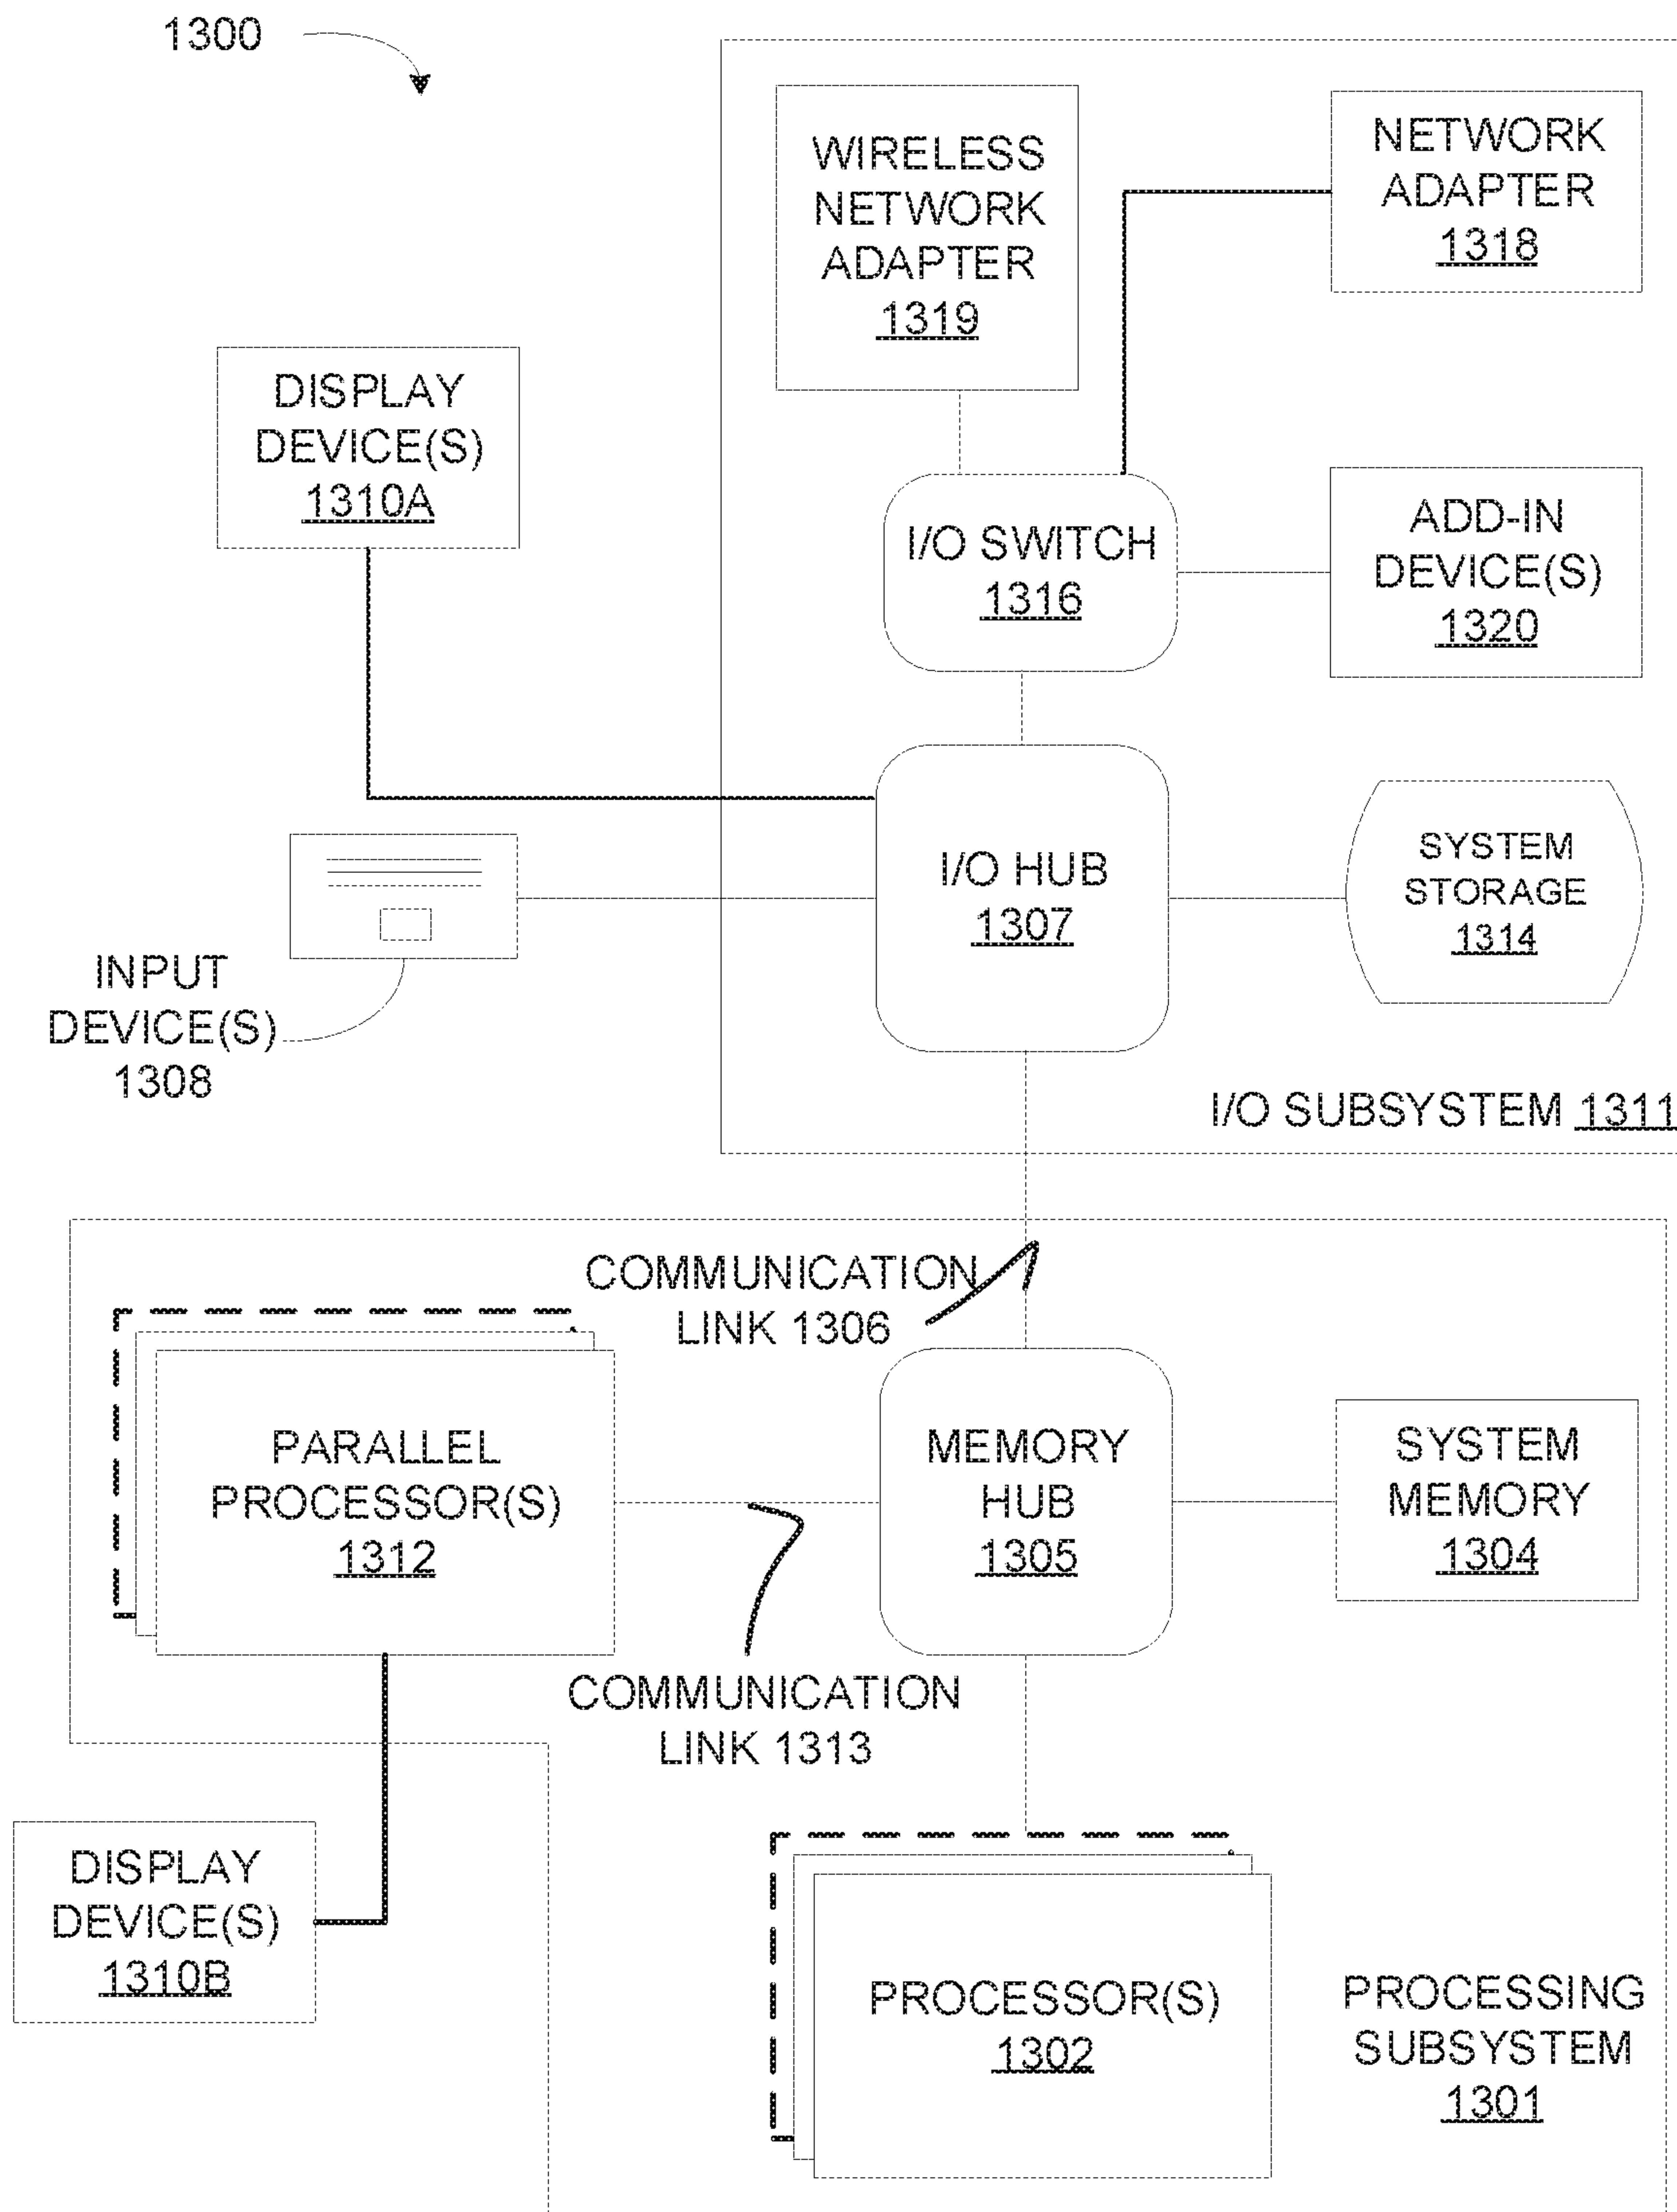 1300
WIRELESS
NETWORK
ADAPTER
1319
NETWORK
ADAPTER
1318
DISPLAY
DEVICE(S)
1310A
I/O SWITCH
1316
ADD-IN
DEVICE(S)
1320
I/O HUB
1307
SYSTEM
STORAGE
1314
INPUT
DEVICE(S)
1308
I/O SUBSYSTEM 1311
COMMUNICATION
LINK 1306
PARALLEL
PROCESSOR(S)
1312
MEMORY
HUB
1305
SYSTEM
MEMORY
1304
COMMUNICATION
LINK 1313
DISPLAY
DEVICE(S)
1310B
PROCESSOR(S)
1302
PROCESSING
SUBSYSTEM
1301